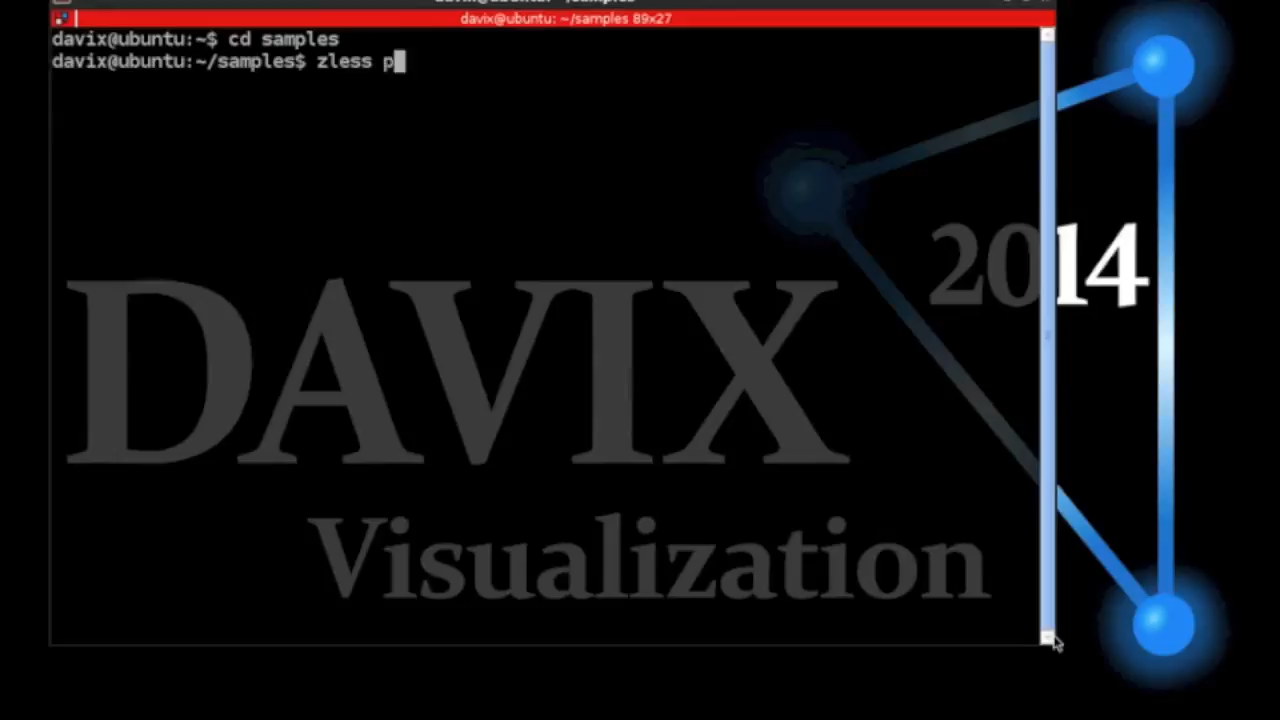 davix@ubuntu: ~/samples 89x27
davix@ubuntu:~$ cd samples
davix@ubuntu:~/samples$ zless p
2014
DAVIX
Visualization